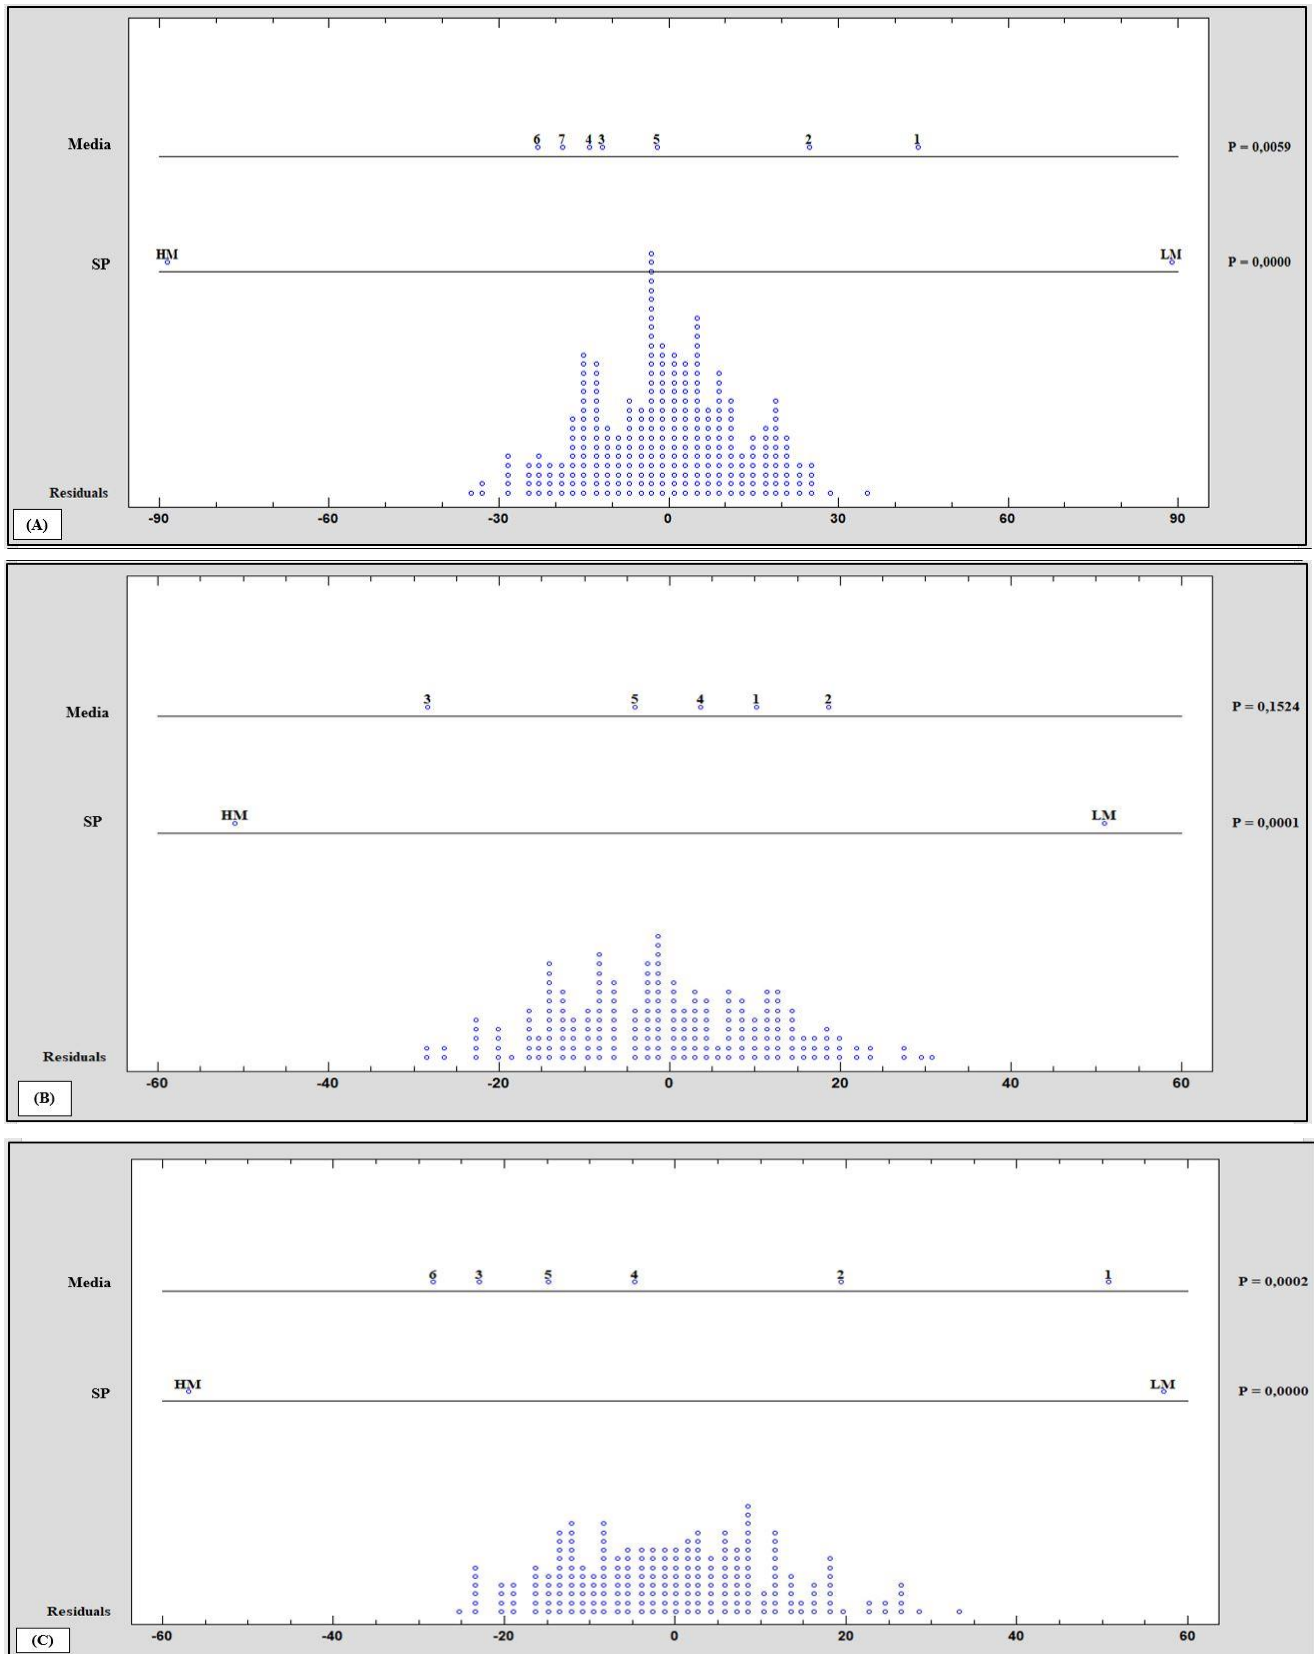 6 7 4 3 5 2 1
Media
P = 0,0059
HM LM
SP
P = 0,0000
Residuals
-90 -60 -30 0 30 60 90
(A)
3 5 4 1 2
Media
P = 0,1524
HM LM
SP
P = 0,0001
Residuals
-60 -40 -20 0 20 40 60
(B)
6 3 5 4 2 1
Media
P = 0,0002
HM LM
SP
P = 0,0000
Residuals
-60 -40 -20 0 20 40 60
(C)